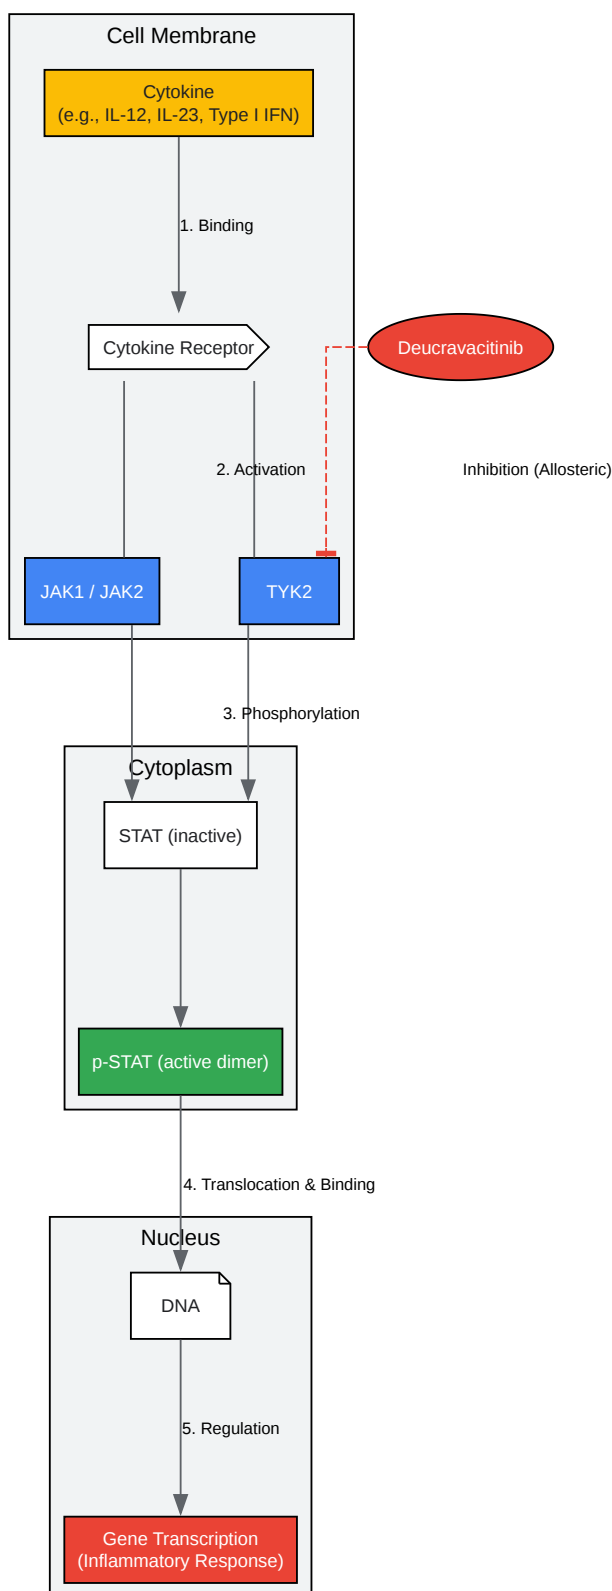 Cell Membrane
Cytokine
(e.g., IL-12, IL-23, Type I IFN)
1. Binding
Cytokine Receptor
Deucravacitinib
2. Activation
Inhibition (Allosteric)
JAK1 / JAK2
TYK2
3. Phosphorylation
Cytoplasm
STAT (inactive)
p-STAT (active dimer)
4. Translocation & Binding
Nucleus
DNA
5. Regulation
Gene Transcription
(Inflammatory Response)